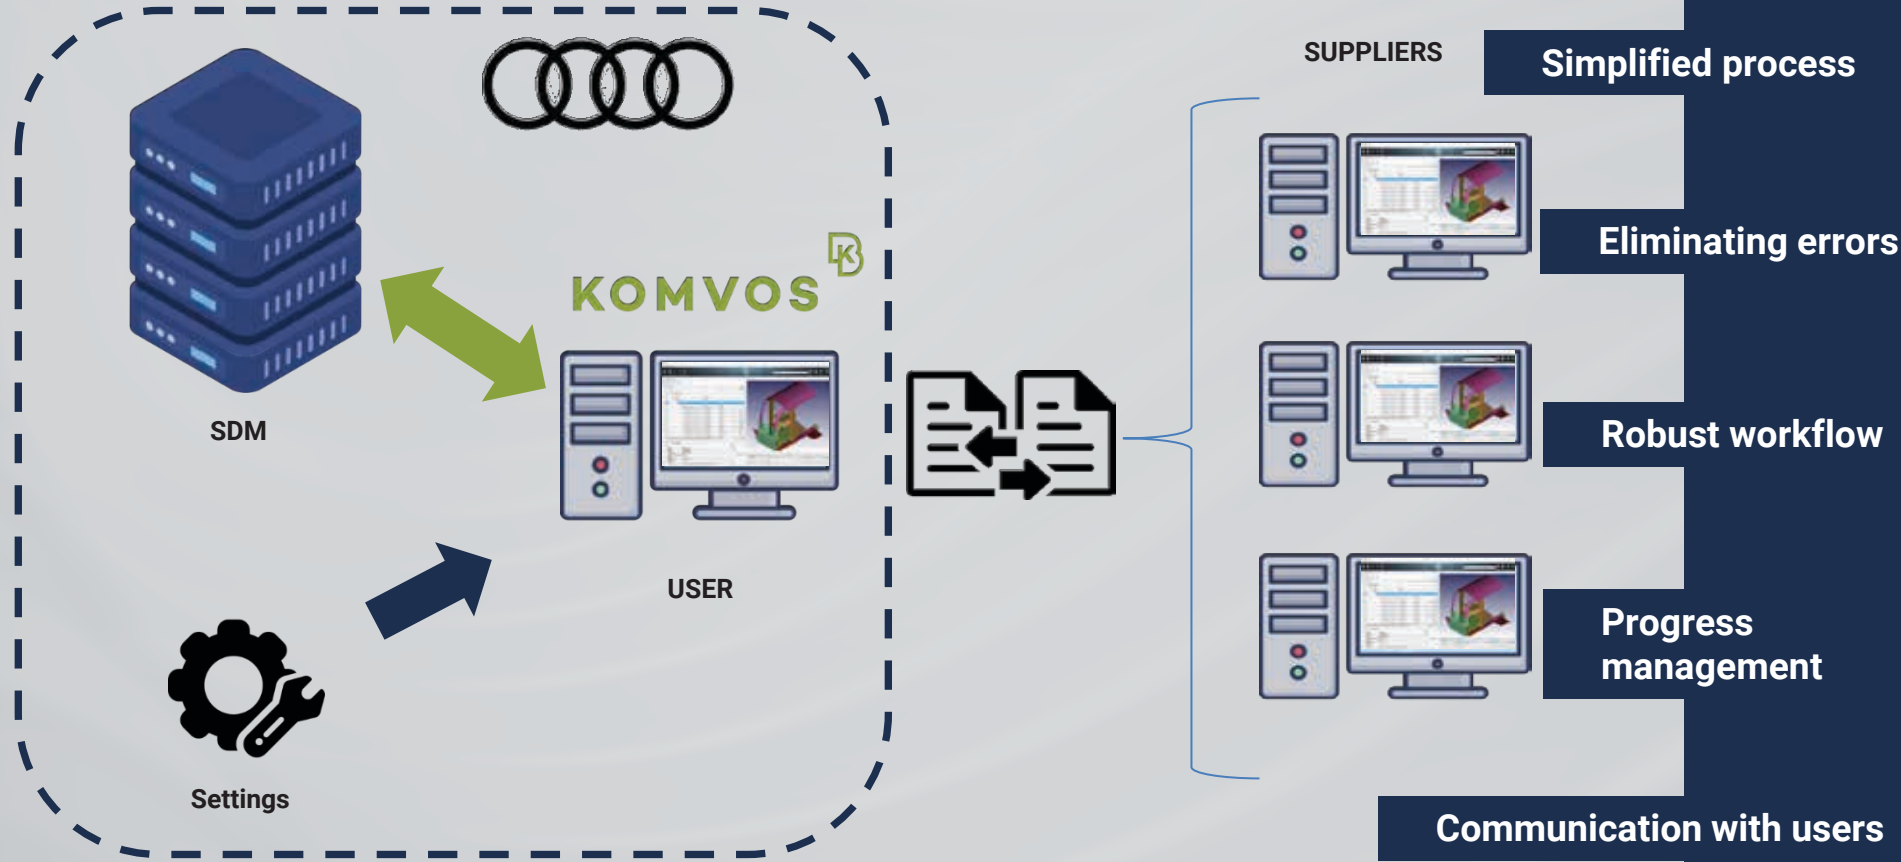 SUPPLIERS
Simplified process
Eliminating errors
KOMVOS
SDM
Robust workflow
USER
Progress
management
Settings
Communication with users